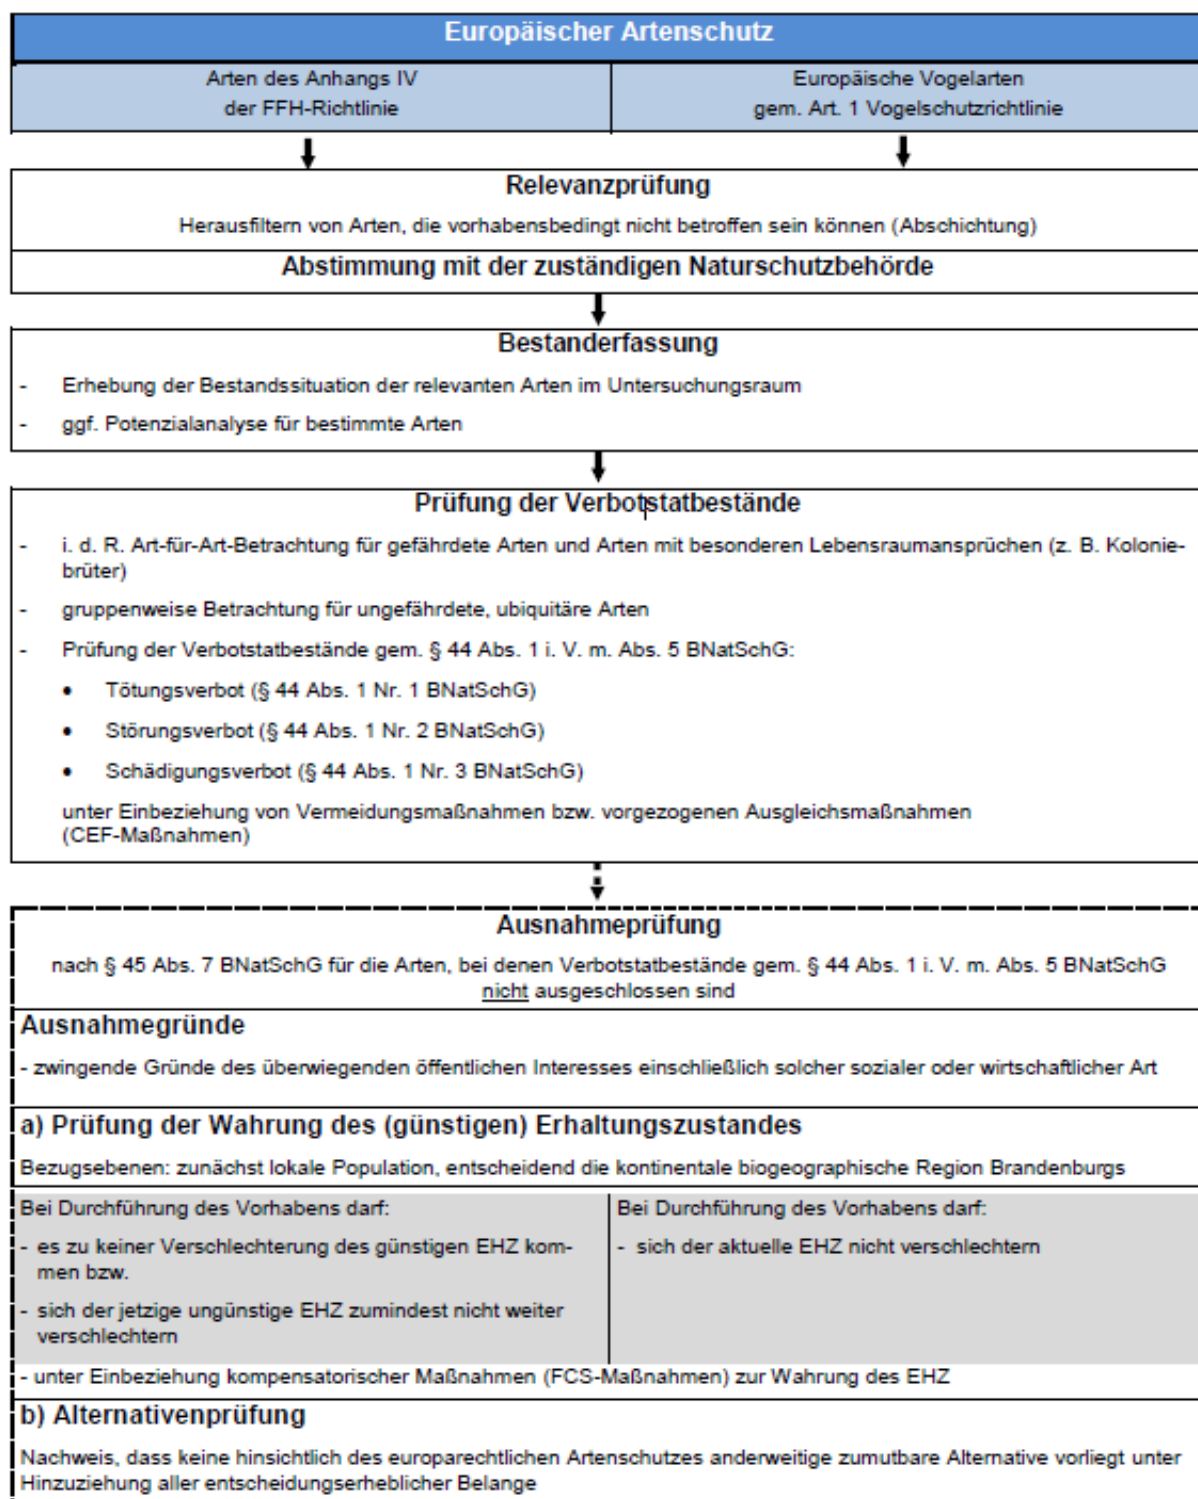 Europäischer Artenschutz
Arten des Anhangs IV
der FFH-Richtlinie
Europäische Vogelarten
gem. Art. 1 Vogelschutzrichtlinie
Relevanzprüfung
Herausfiltern von Arten, die vorhabensbedingt nicht betroffen sein können (Abschichtung)
Abstimmung mit der zuständigen Naturschutzbehörde
Bestanderfassung
- Erhebung der Bestandssituation der relevanten Arten im Untersuchungsraum
- ggf. Potenzialanalyse für bestimmte Arten
Prüfung der Verbotstatbestände
- i. d. R. Art-für-Art-Betrachtung für gefährdete Arten und Arten mit besonderen Lebensraumansprüchen (z. B. Kolonie-
brüter)
- gruppenweise Betrachtung für ungefährdete, ubiquitäre Arten
- Prüfung der Verbotstatbestände gem. § 44 Abs. 1 i. V. m. Abs. 5 BNatSchG:
• Tötungsverbot (§ 44 Abs. 1 Nr. 1 BNatSchG)
• Störungsverbot (§ 44 Abs. 1 Nr. 2 BNatSchG)
• Schädigungsverbot (§ 44 Abs. 1 Nr. 3 BNatSchG)
unter Einbeziehung von Vermeidungsmaßnahmen bzw. vorgezogenen Ausgleichsmaßnahmen
(CEF-Maßnahmen)
Ausnahmeprüfung
nach § 45 Abs. 7 BNatSchG für die Arten, bei denen Verbotstatbestände gem. § 44 Abs. 1 i. V. m. Abs. 5 BNatSchG
nicht ausgeschlossen sind
Ausnahmegründe
- zwingende Gründe des überwiegenden öffentlichen Interesses einschließlich solcher sozialer oder wirtschaftlicher Art
a) Prüfung der Wahrung des (günstigen) Erhaltungszustandes
Bezugsebenen: zunächst lokale Population, entscheidend die kontinentale biogeographische Region Brandenburgs
Bei Durchführung des Vorhabens darf:
- es zu keiner Verschlechterung des günstigen EHZ kom-
men bzw.
- sich der jetzige ungünstige EHZ zumindest nicht weiter
verschlechtern
Bei Durchführung des Vorhabens darf:
- sich der aktuelle EHZ nicht verschlechtern
- unter Einbeziehung kompensatorischer Maßnahmen (FCS-Maßnahmen) zur Wahrung des EHZ
b) Alternativenprüfung
Nachweis, dass keine hinsichtlich des europarechtlichen Artenschutzes anderweitige zumutbare Alternative vorliegt unter
Hinzuziehung aller entscheidungserheblicher Belange